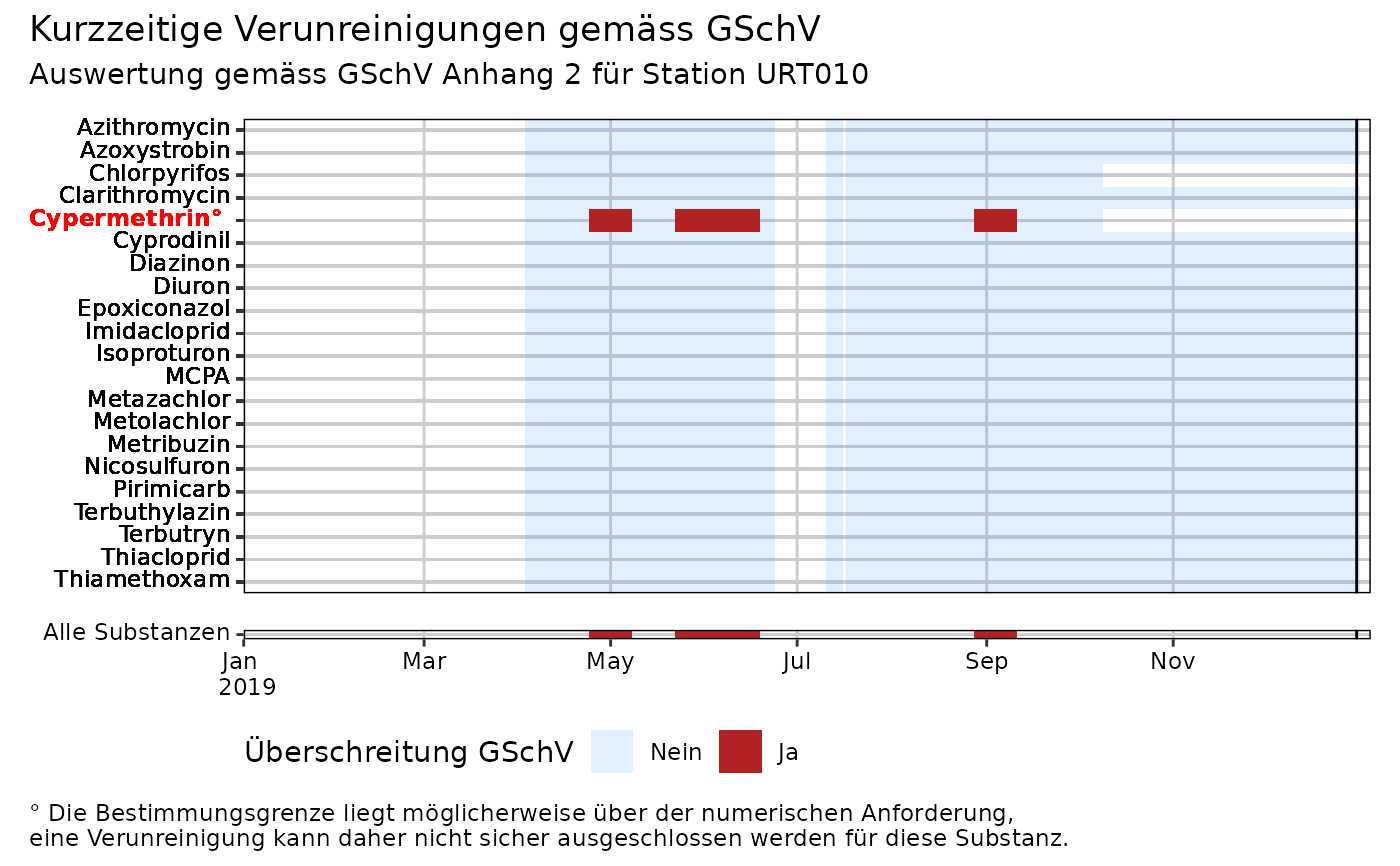 Kurzzeitige Verunreinigungen gemäss GSchV
Auswertung gemäss GSchV Anhang 2 für Station URT010
Azithromycin
Azoxystrobin
Chlorpyrifos
Clarithromycin
Cypermethrin°
Cyprodinil
Diazinon
Diuron
Epoxiconazol
Imidacloprid
Isoproturon
MCPA
Metazachlor
Metolachlor
Metribuzin
Nicosulfuron
Pirimicarb
Terbuthylazin
Terbutryn
Thiacloprid
Thiamethoxam
Alle Substanzen
Jan Mar May Jul Sep Nov
2019
Überschreitung GSchV Nein Ja
° Die Bestimmungsgrenze liegt möglicherweise über der numerischen Anforderung,
eine Verunreinigung kann daher nicht sicher ausgeschlossen werden für diese Substanz.